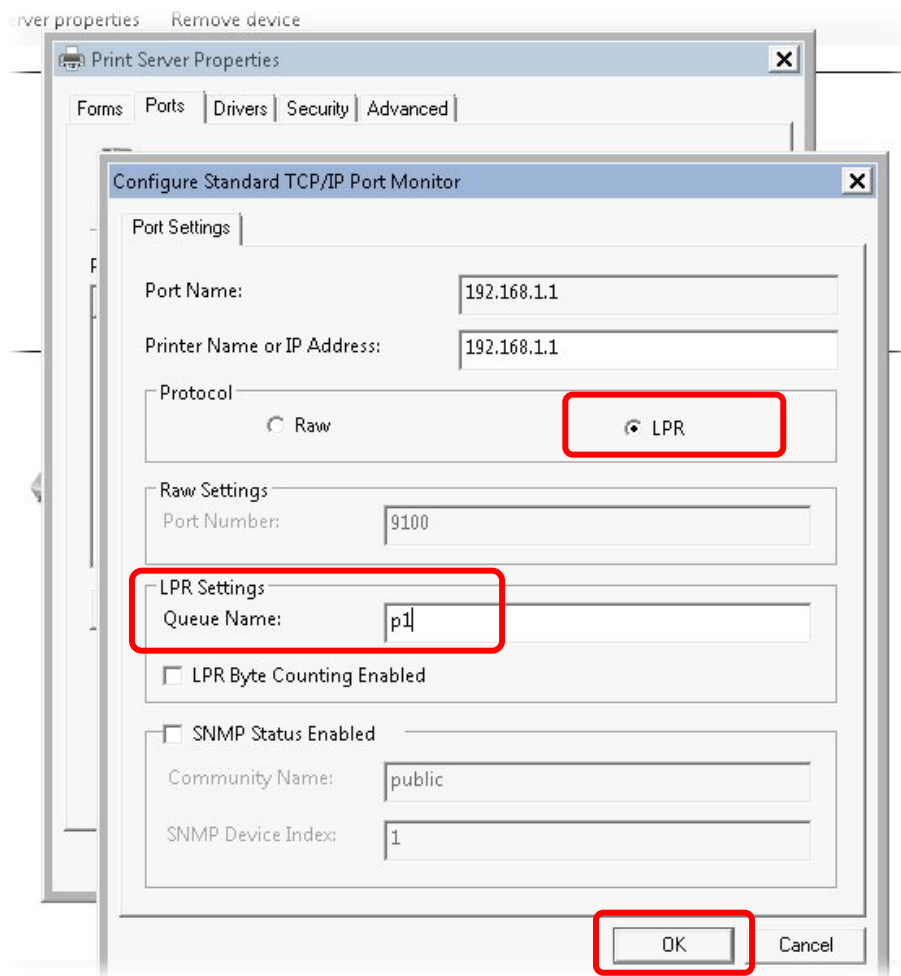 rver properties Remove device
Print Server Properties
Forms Ports Drivers Security Advanced
Configure Standard TCP/IP Port Monitor
Port Settings
Port Name: 192.168.1.1
Printer Name or IP Address: 192.168.1.1
Protocol
Raw LPR
Raw Settings
Port Number: 9100
LPR Settings
Queue Name: p1
LPR Byte Counting Enabled
SNMP Status Enabled
Community Name: public
SNMP Device Index: 1
OK Cancel